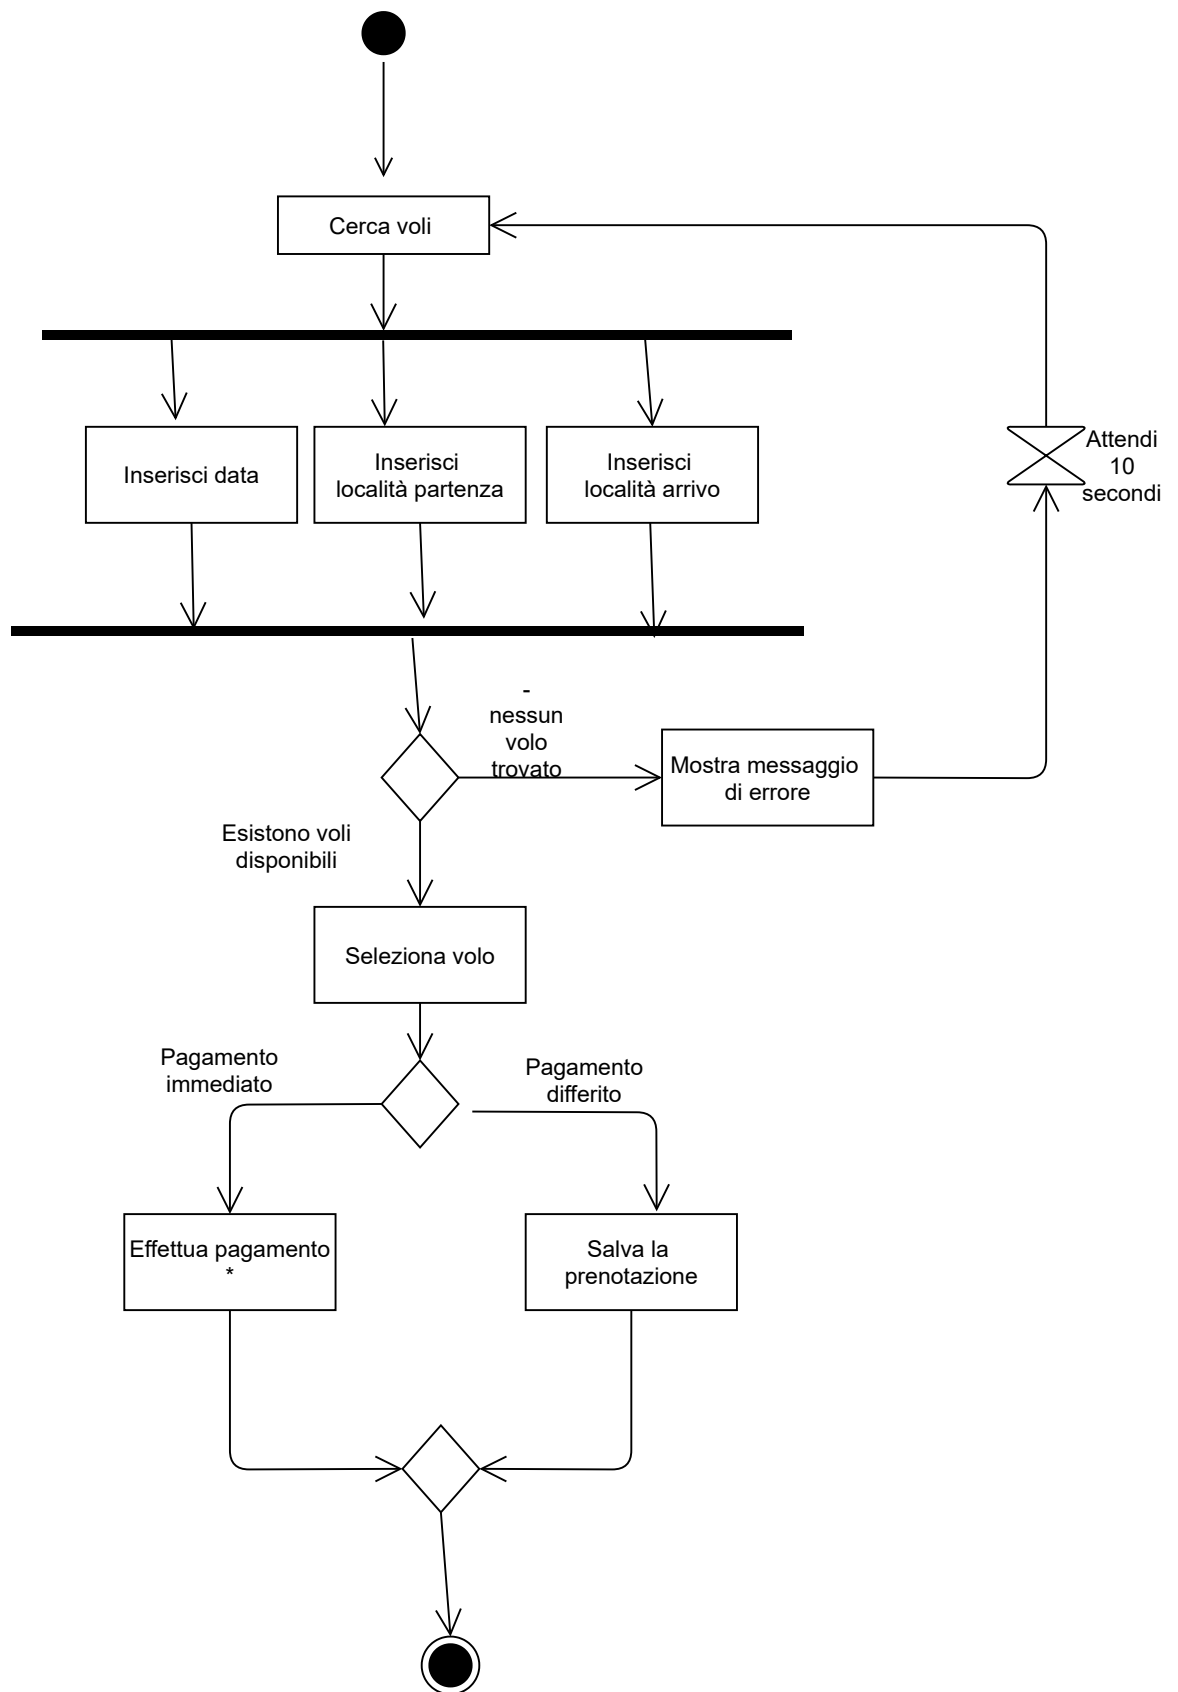 Cerca voli
Attendi
10
secondi
Inserisci data
Inserisci
località partenza
Inserisci
località arrivo
-
nessun
volo
trovato
Mostra messaggio
di errore
Esistono voli
disponibili
Seleziona volo
Pagamento
immediato
Pagamento
differito
Effettua pagamento
*
Salva la
prenotazione